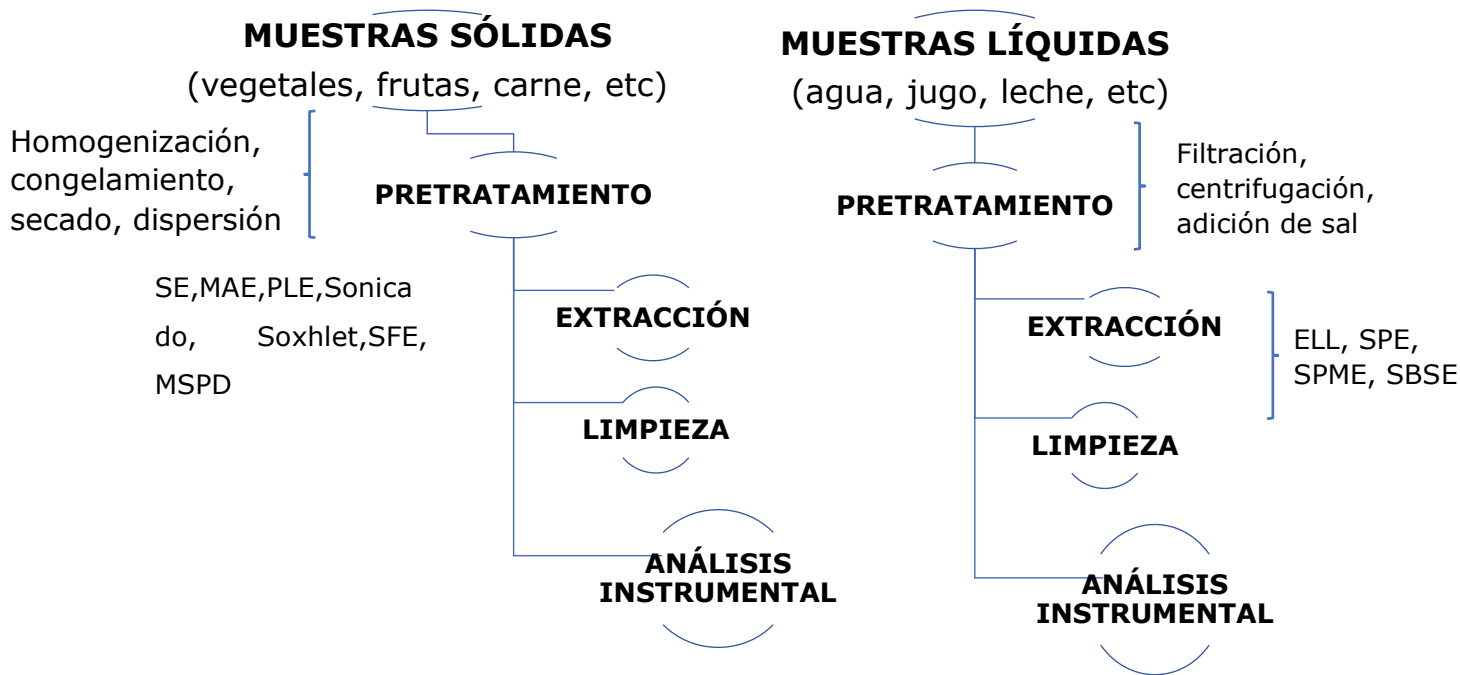 MUESTRAS SÓLIDAS
(vegetales, frutas, carne, etc)
Homogenización,
congelamiento,
secado, dispersión
PRETRATAMIENTO
SE,MAE,PLE,Sonica
do, Soxhlet,SFE,
MSPD
EXTRACCIÓN
LIMPIEZA
ANÁLISIS
INSTRUMENTAL
MUESTRAS LÍQUIDAS
(agua, jugo, leche, etc)
PRETRATAMIENTO
Filtración,
centrifugación,
adición de sal
EXTRACCIÓN
ELL, SPE,
SPME, SBSE
LIMPIEZA
ANÁLISIS
INSTRUMENTAL